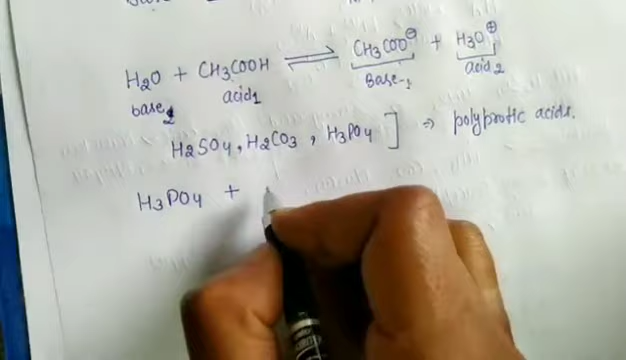 H₂O + CH₃COOH ⇌ CH₃COO⊖ + H₃O⊕
base₂ acid₁ Base-₁ acid₂
H₂SO₄, H₂CO₃, H₃PO₄ ] ⇒ polyprotic acids.
H₃PO₄ +